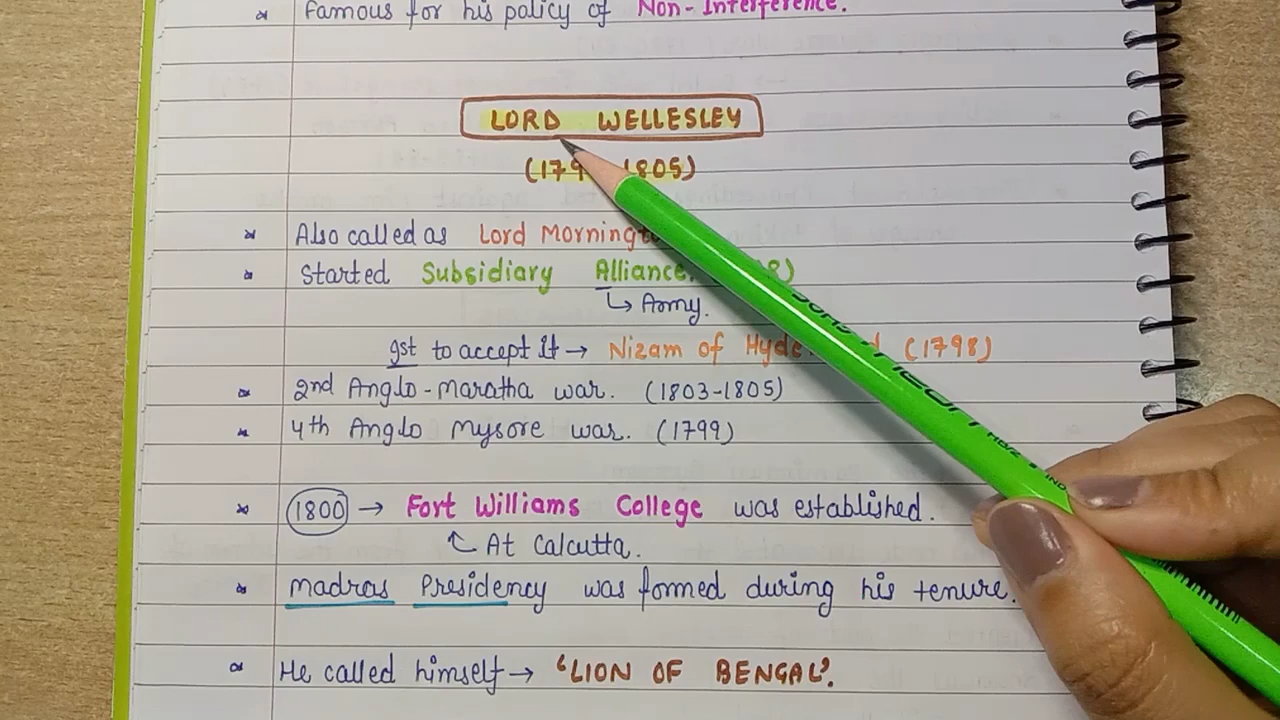 Famous for his policy of Non-Interference.
LORD WELLESLEY
(179 1805)
Also called as Lord Morningt
Started Subsidiary Alliance. 8)
↳ Army.
9st to accept it → Nizam of Hyde d (1798)
2nd Anglo-Maratha war. (1803-1805)
4th Anglo Mysore war. (1799)
1800 → Fort Williams College was established.
At Calcutta.
Madras Presidency was formed during his tenure.
He called himself → 'LION OF BENGAL'.